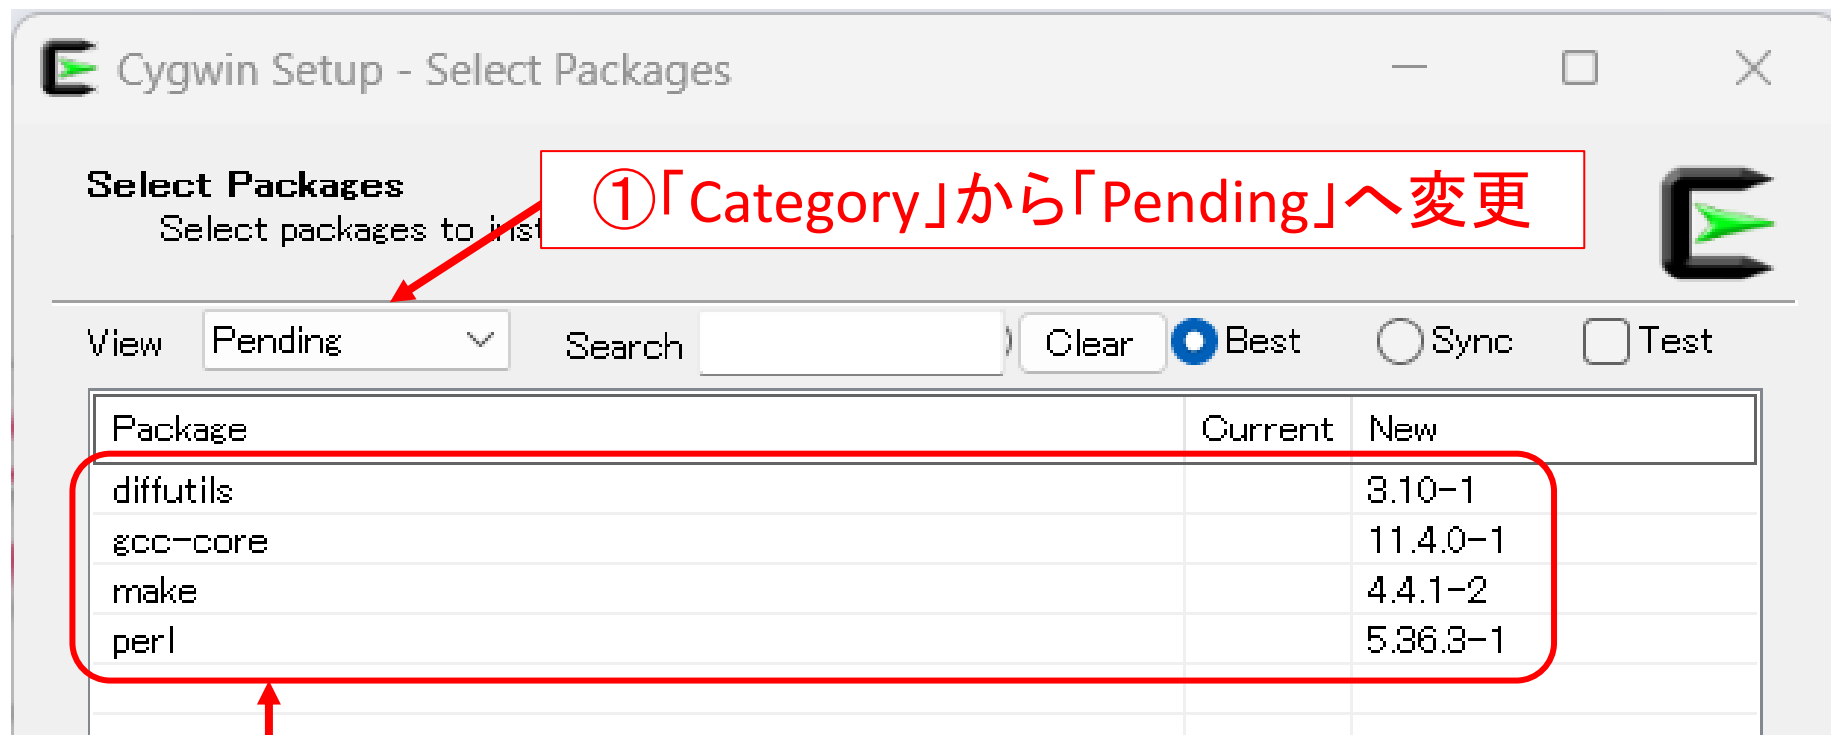 Cygwin Setup - Select Packages
Select Packages
Select packages to inst
①「Category」から「Pending」へ変更
View Pending Search Clear Best Sync Test
Package Current New
diffutils 3.10-1
gcc-core 11.4.0-1
make 4.4.1-2
perl 5.36.3-1